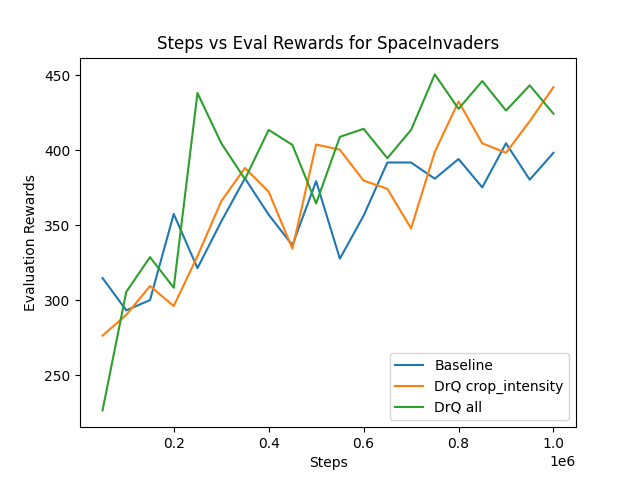 Steps vs Eval Rewards for SpaceInvaders
Evaluation Rewards
450
400
350
300
250
Baseline
DrQ crop_intensity
DrQ all
0.2
0.4
0.6
0.8
1.0
1e6
Steps